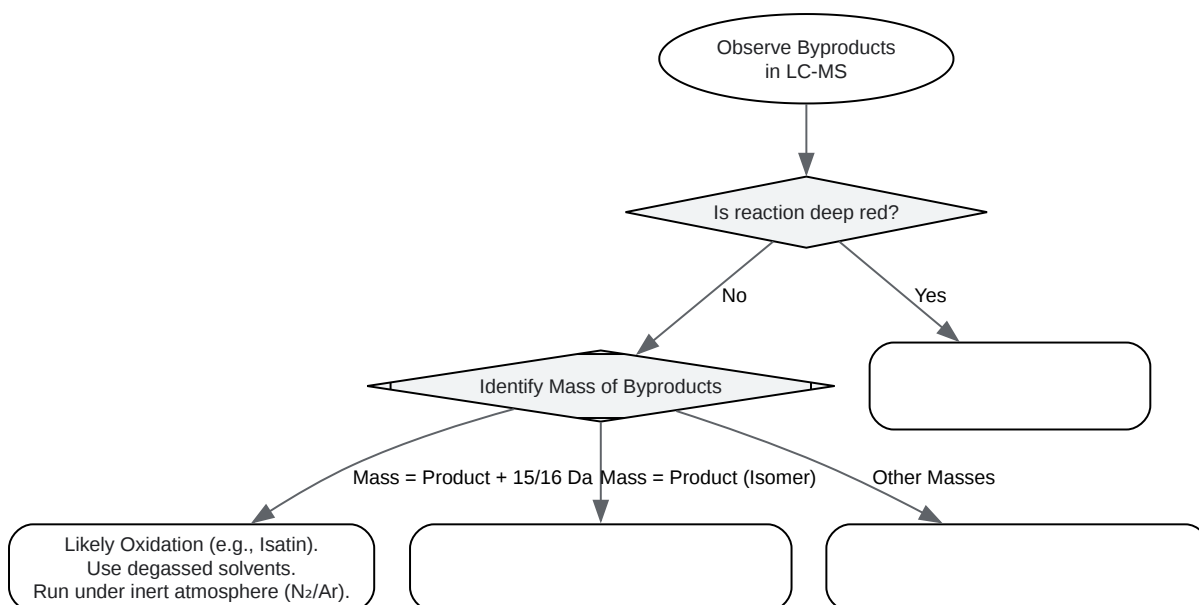 Observe Byproducts
in LC-MS
Is reaction deep red?
No
Yes
Identify Mass of Byproducts
Mass = Product + 15/16 Da
Mass = Product (Isomer)
Other Masses
Likely Oxidation (e.g., Isatin).
Use degassed solvents.
Run under inert atmosphere (N₂/Ar).